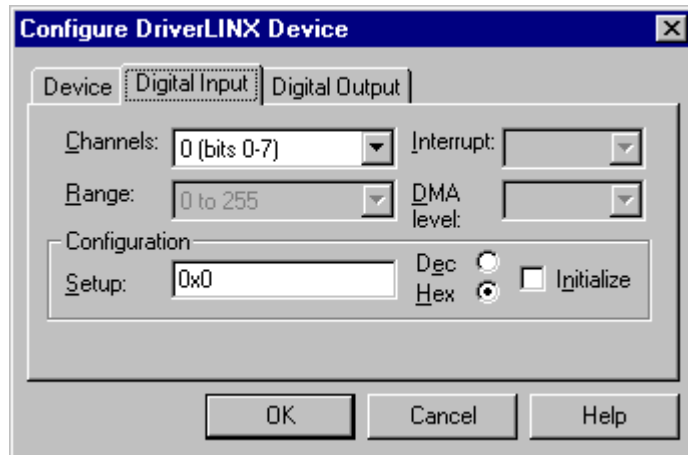 Configure DriverLINX Device
Device Digital Input Digital Output
Channels: 0 (bits 0-7) Interrupt:
Range: 0 to 255 DMA
level:
Configuration
Setup: 0x0 Dec
Hex Initialize
OK Cancel Help